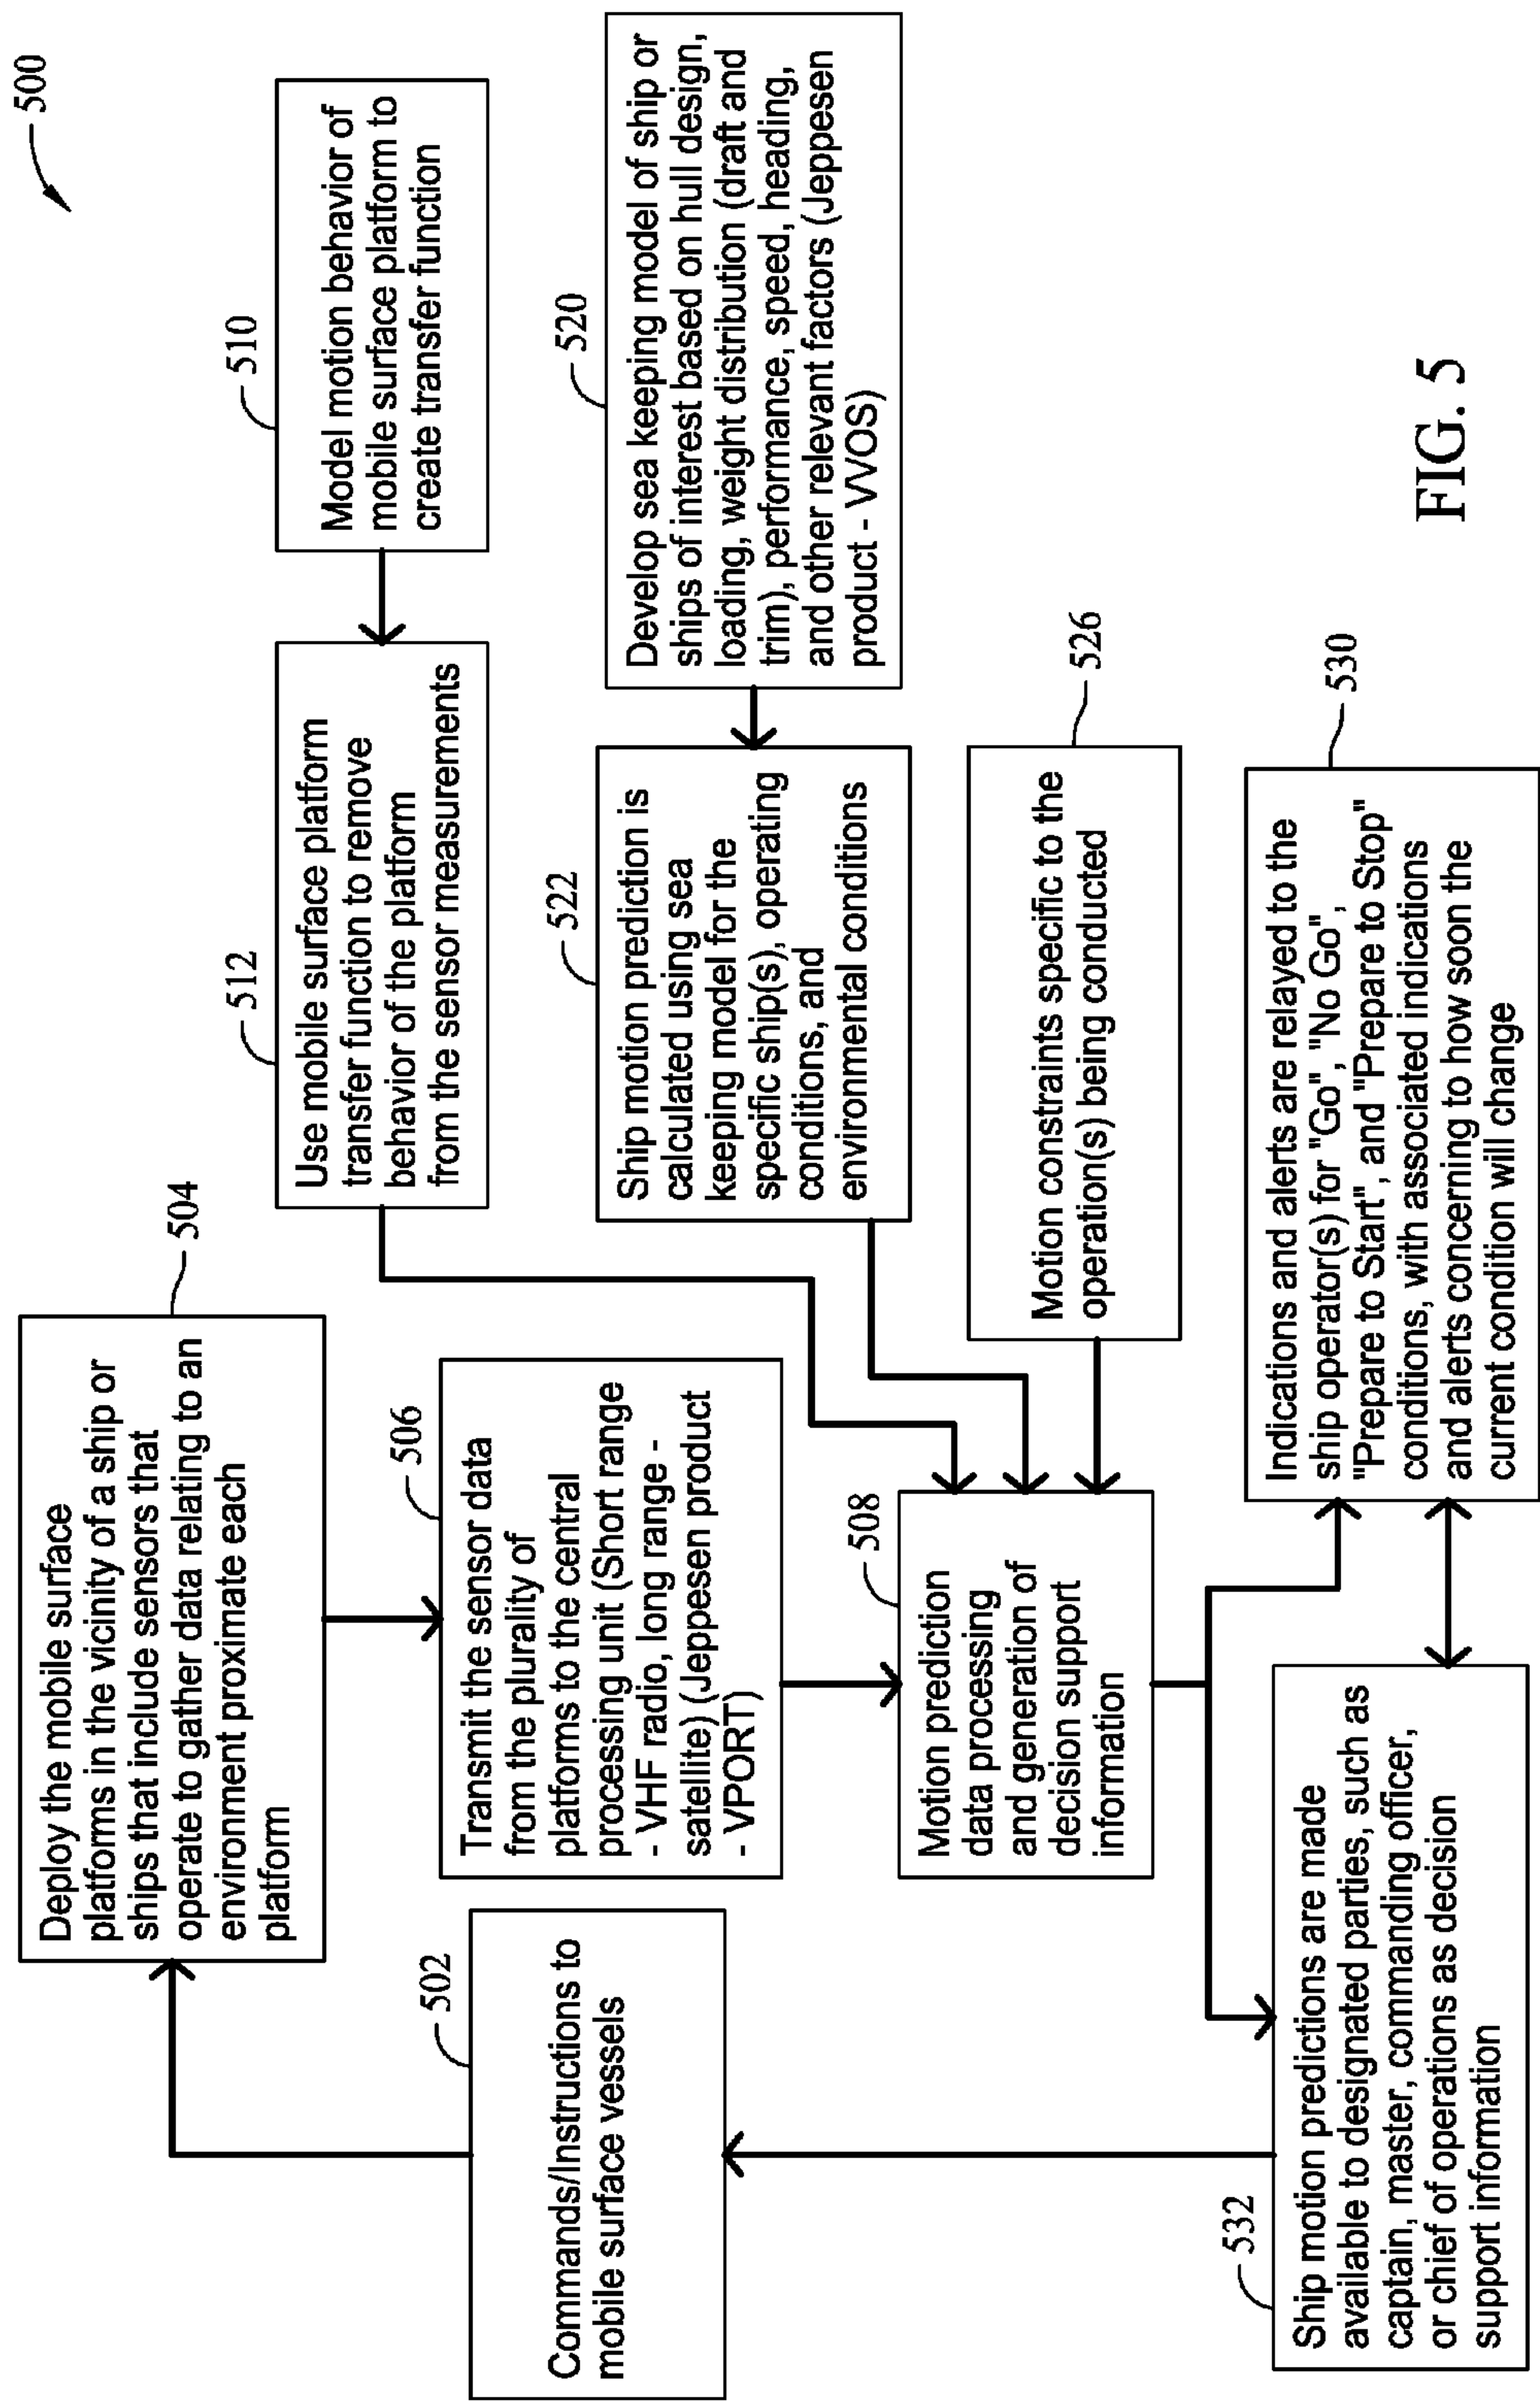 500
504
Deploy the mobile surface
platforms in the vicinity of a ship or
ships that include sensors that
operate to gather data relating to an
environment proximate each
platform
512
Use mobile surface platform
transfer function to remove
behavior of the platform
from the sensor measurements
510
Model motion behavior of
mobile surface platform to
create transfer function
502
Commands/Instructions to
mobile surface vessels
506
Transmit the sensor data
from the plurality of
platforms to the central
processing unit (Short range
- VHF radio, long range -
satellite) (Jeppesen product
- VPORT)
522
Ship motion prediction is
calculated using sea
keeping model for the
specific ship(s), operating
conditions, and
environmental conditions
520
Develop sea keeping model of ship or
ships of interest based on hull design,
loading, weight distribution (draft and
trim), performance, speed, heading,
and other relevant factors (Jeppesen
product - VVOS)
508
Motion prediction
data processing
and generation of
decision support
information
526
Motion constraints specific to the
operation(s) being conducted
532
Ship motion predictions are made
available to designated parties, such as
captain, master, commanding officer,
or chief of operations as decision
support information
530
Indications and alerts are relayed to the
ship operator(s) for "Go", "No Go",
"Prepare to Start", and "Prepare to Stop"
conditions, with associated indications
and alerts concerning to how soon the
current condition will change
FIG. 5